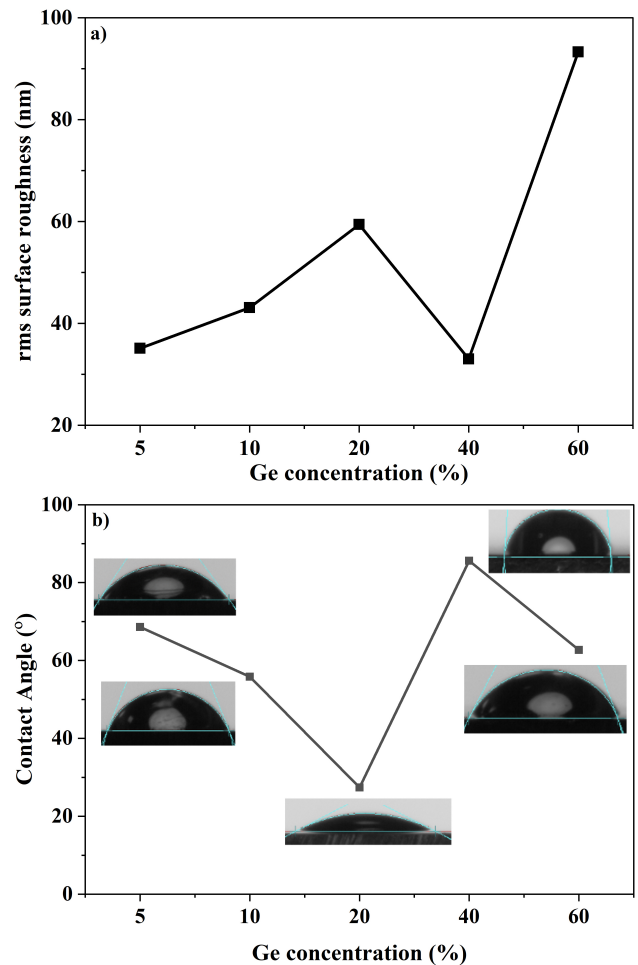 a)
rms surface roughness (nm)
100
80
60
40
20
5 10 20 40 60
Ge concentration (%)
b)
Contact Angle (°)
100
80
60
40
20
0
5 10 20 40 60
Ge concentration (%)